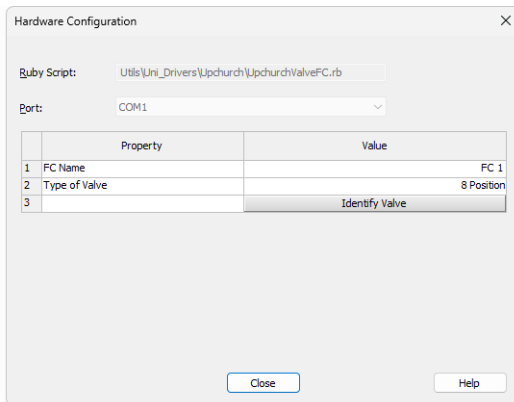 Hardware Configuration
Ruby Script: Utils\Uni_Drivers\Upchurch\UpchurchValveFC.rb
Port: COM1
Property Value
1 FC Name FC 1
2 Type of Valve 8 Position
3 Identify Valve
Close Help